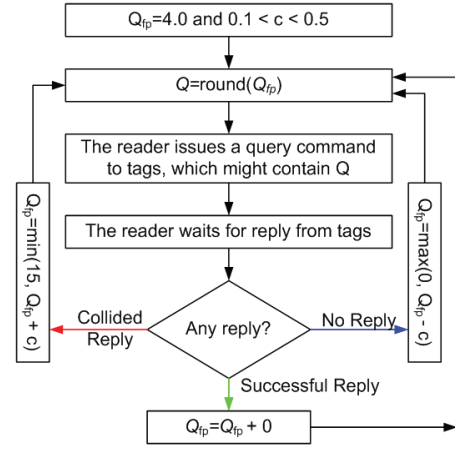 Qfp=4.0 and 0.1 < c < 0.5
Q=round(Qfp)
The reader issues a query command
to tags, which might contain Q
The reader waits for reply from tags
Qfp=min(15, Qfp + c)
Collided
Reply
Any reply?
No Reply
Qfp=max(0, Qfp - c)
Successful Reply
Qfp=Qfp + 0